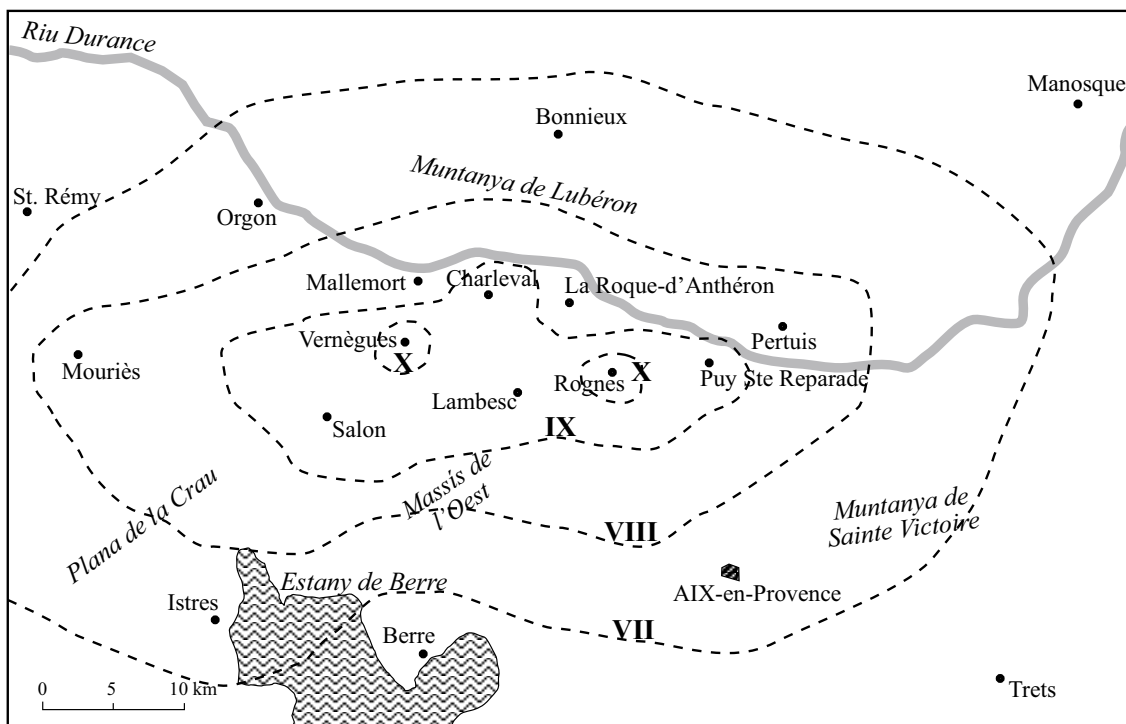 Riu Durance
Manosque
Bonnieux
Muntanya de Lubéron
St. Rémy
Orgon
Mallemort
Charleval
La Roque-d’Anthéron
Vernègues
Pertuis
Mouriès
X
X
Rognes
Puy Ste Reparade
Lambesc
Salon
IX
Massís de
l’Oest
Plana de la Crau
Muntanya de
Sainte Victoire
VIII
Estany de Berre
AIX-en-Provence
Istres
VII
Berre
Trets
0 5 10 km